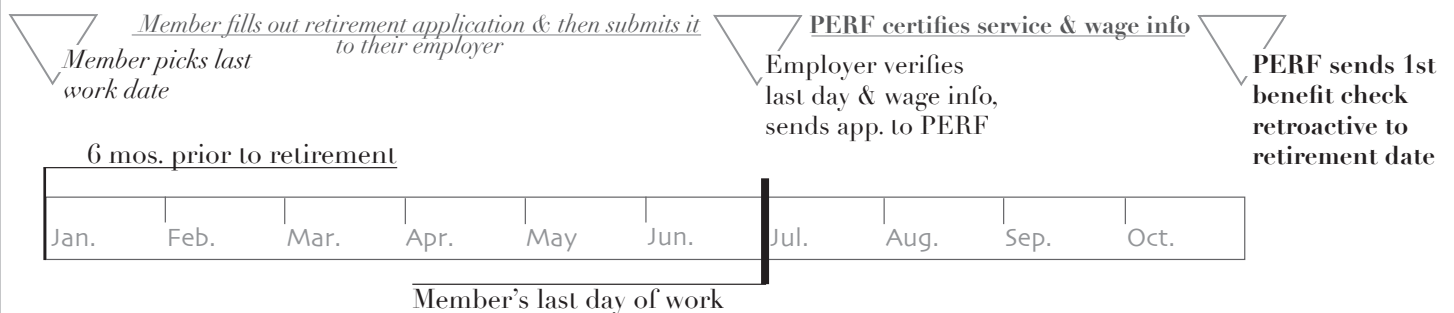 Member fills out retirement application & then submits it
to their employer
PERF certifies service & wage info
Member picks last
work date
Employer verifies
last day & wage info,
sends app. to PERF
PERF sends 1st
benefit check
retroactive to
retirement date
6 mos. prior to retirement
Jan. Feb. Mar. Apr. May Jun. Jul. Aug. Sep. Oct.
Member’s last day of work